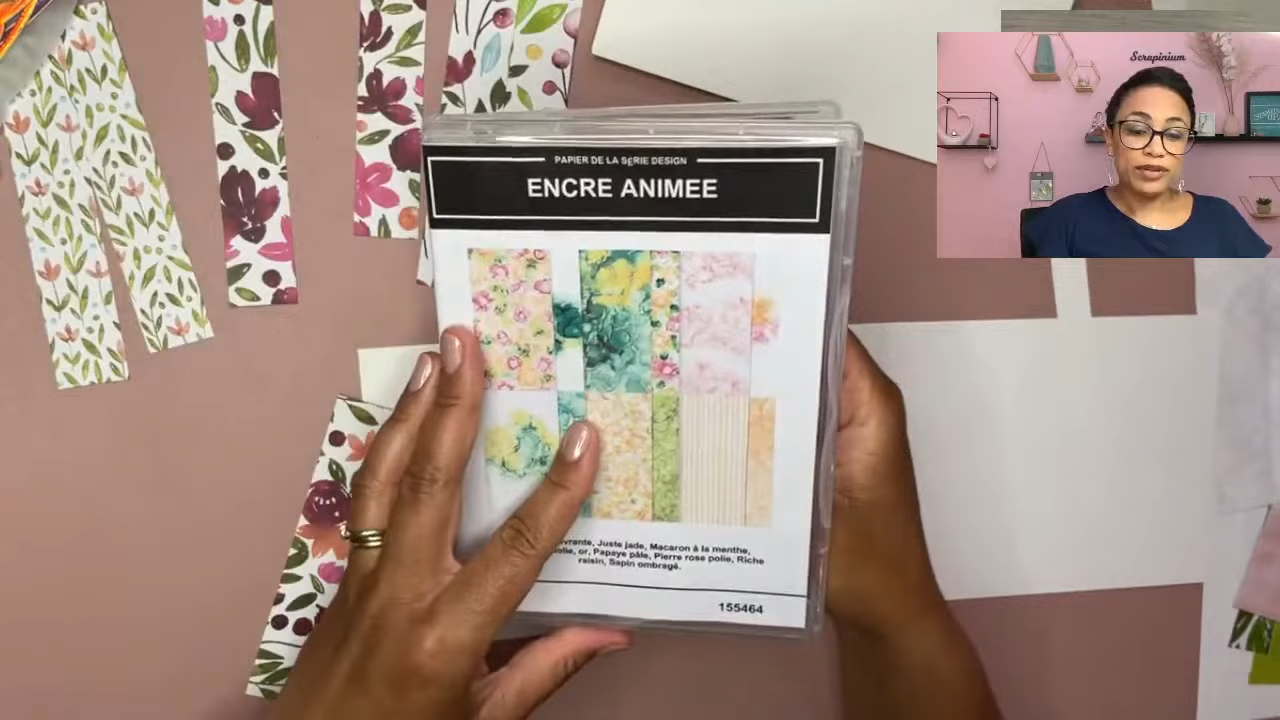 Scrapinium
PAPIER DE LA SÉRIE DESIGN
ENCRE ANIMEE
Juste jade, Macaron à la menthe,
or, Papaye pâle, Pierre rose polie, Riche
raisin, Sapin ombragé.
155464